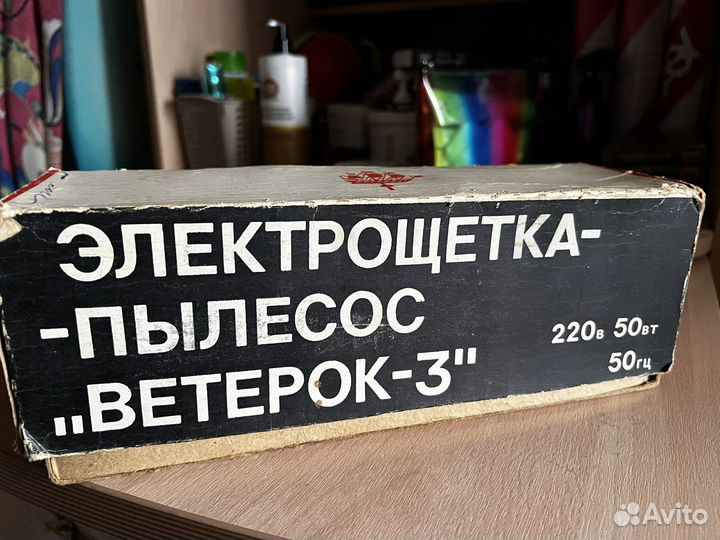 ЭЛЕКТРОЩЕТКА-
-ПЫЛЕСОС
„ВЕТЕРОК-3"
220в 50вт
50гц
Avito